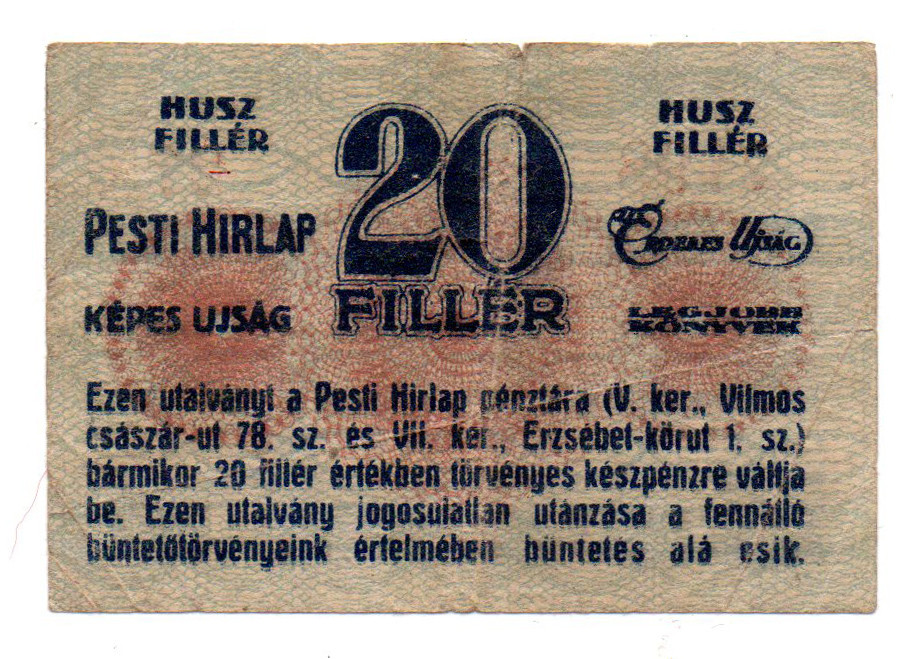 HUSZ
FILLÉR
20
FILLÉR
HUSZ
FILLÉR
PESTI HIRLAP
AZ ÉRDEKES UJSÁG
KÉPES UJSÁG
LEGJOBB
KÖNYVEK
Ezen utalványt a Pesti Hirlap pénztára (V. ker., Vilmos
császár-ut 78. sz. és VII. ker., Erzsébet-körut 1. sz.)
bármikor 20 fillér értékben törvényes készpénzre váltja
be. Ezen utalvány jogosulatlan utánzása a fennálló
büntetőtörvényeink értelmében büntetés alá esik.